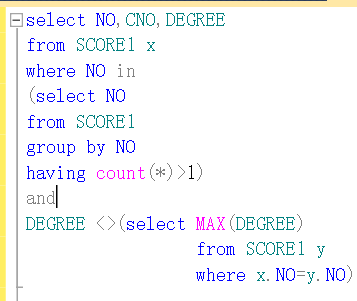 select NO,CNO,DEGREE
from SCORE1 x
where NO in
(select NO
from SCORE1
group by NO
having count(*)>1)
and
DEGREE <>(select MAX(DEGREE)
from SCORE1 y
where x.NO=y.NO)